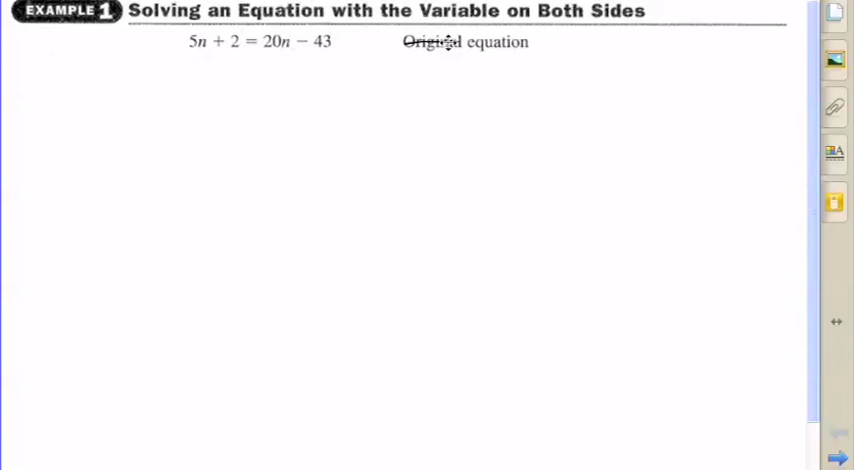 EXAMPLE 1 Solving an Equation with the Variable on Both Sides
5n + 2 = 20n − 43 Original equation